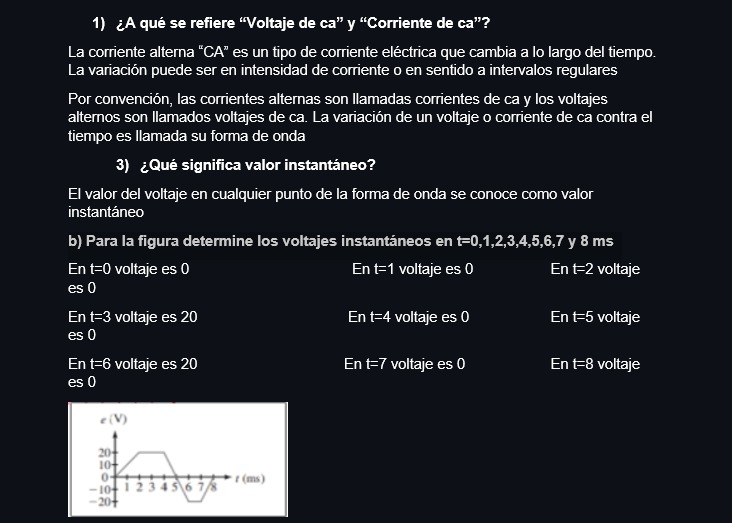 1) ¿A qué se refiere “Voltaje de ca” y “Corriente de ca”?
La corriente alterna “CA” es un tipo de corriente eléctrica que cambia a lo largo del tiempo.
La variación puede ser en intensidad de corriente o en sentido a intervalos regulares
Por convención, las corrientes alternas son llamadas corrientes de ca y los voltajes
alternos son llamados voltajes de ca. La variación de un voltaje o corriente de ca contra el
tiempo es llamada su forma de onda
3) ¿Qué significa valor instantáneo?
El valor del voltaje en cualquier punto de la forma de onda se conoce como valor
instantáneo
b) Para la figura determine los voltajes instantáneos en t=0,1,2,3,4,5,6,7 y 8 ms
En t=0 voltaje es 0 En t=1 voltaje es 0 En t=2 voltaje
es 0
En t=3 voltaje es 20 En t=4 voltaje es 0 En t=5 voltaje
es 0
En t=6 voltaje es 20 En t=7 voltaje es 0 En t=8 voltaje
es 0
e (V)
20
10
0 t (ms)
-10 1 2 3 4 5 6 7 8
-20